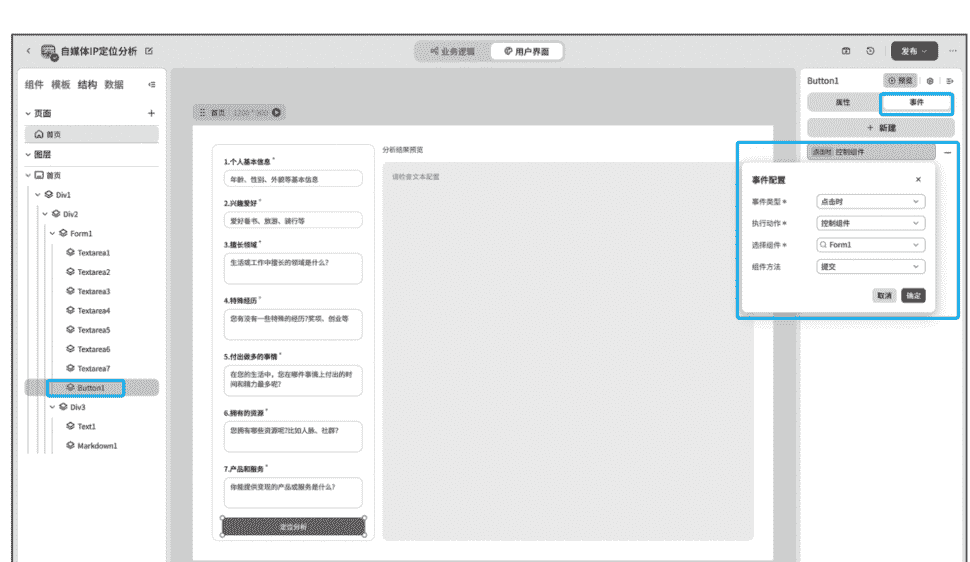 自媒体IP定位分析
业务逻辑
用户界面
发布
组件 模板 结构 数据
页面
首页
图层
首页
Div1
Div2
Form1
Textarea1
Textarea2
Textarea3
Textarea4
Textarea5
Textarea6
Textarea7
Button1
Div3
Text1
Markdown1
首页
1.个人基本信息*
年龄、性别、外貌等基本信息
2.兴趣爱好*
爱好看书、旅游、骑行等
3.擅长领域*
生活或工作中擅长的领域是什么?
4.特殊经历*
您有没有一些特殊的经历?奖项、创业等
5.付出做多的事情*
在您的生活中，您在哪件事情上付出的时
间和精力最多呢?
6.拥有的资源*
您拥有哪些资源呢?比如人脉、社群?
7.产品和服务*
你能提供变现的产品或服务是什么?
定位分析
分析结果预览
请检查文本配置
Button1
预览
属性
事件
+ 新建
点击时 控制组件
事件配置
事件类型*
点击时
执行动作*
控制组件
选择组件*
Form1
组件方法
提交
取消
确定